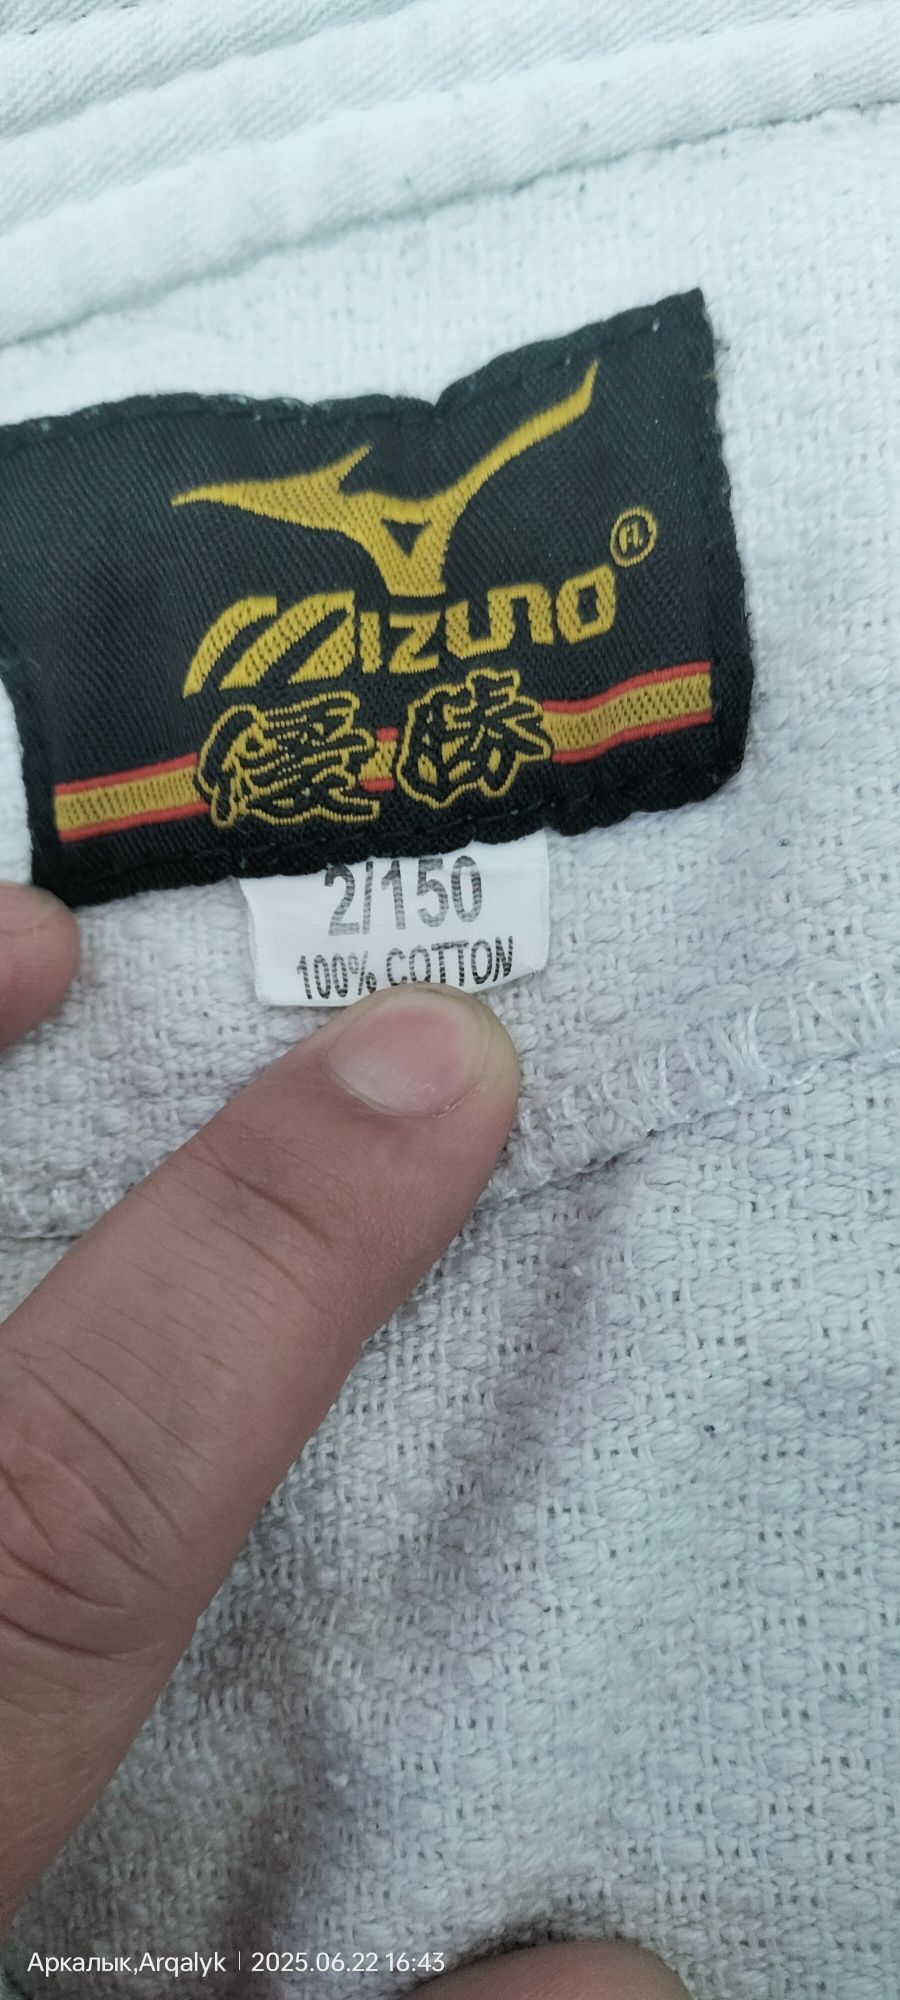 ®
MIZUNO
優勝
2/150
100% COTTON
Аркалык,Arqalyk | 2025.06.22 16:43